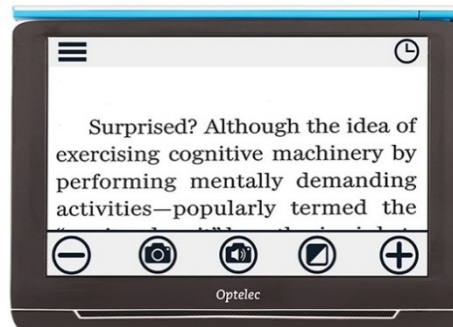 Surprised? Although the idea of
exercising cognitive machinery by
performing mentally demanding
activities—popularly termed the
Optelec